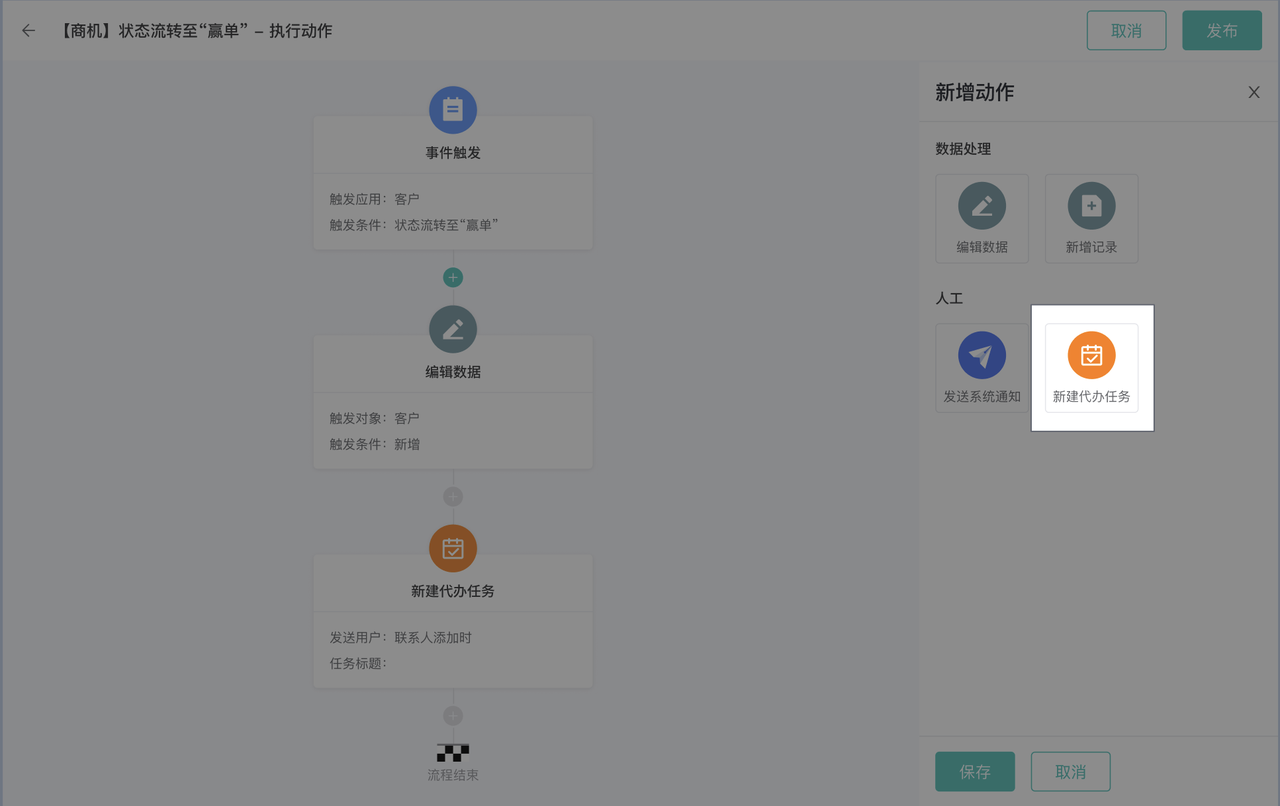 【商机】状态流转至“赢单” – 执行动作
取消
发布
事件触发
触发应用：客户
触发条件：状态流转至“赢单”
编辑数据
触发对象：客户
触发条件：新增
新建代办任务
发送用户：联系人添加时
任务标题：
流程结束
新增动作
数据处理
编辑数据
新增记录
人工
发送系统通知
新建代办任务
保存
取消